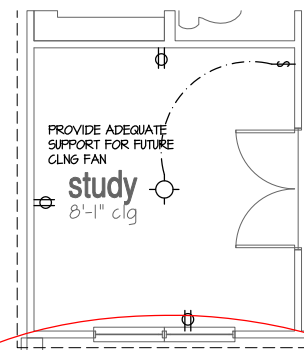 $
PROVIDE ADEQUATE
SUPPORT FOR FUTURE
CLNG FAN
study
8'-1" clg